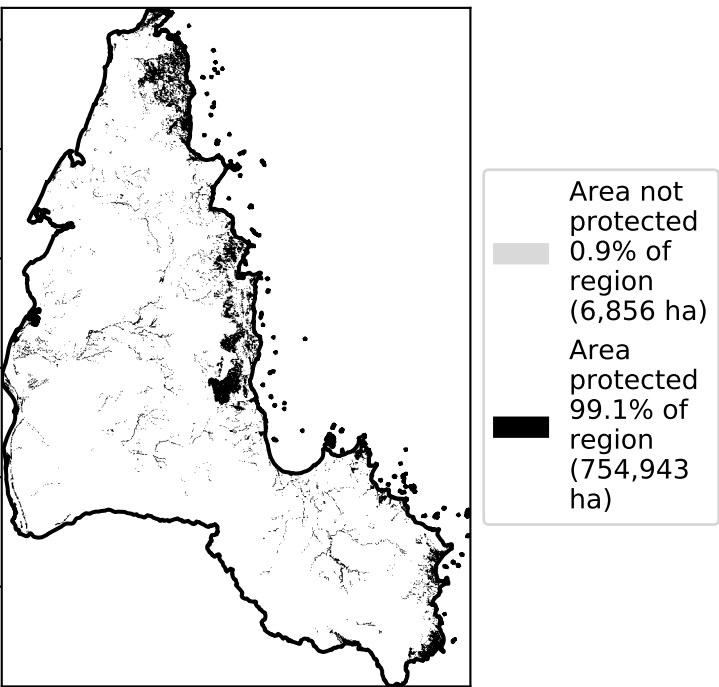 Area not
protected
0.9% of
region
(6,856 ha)
Area
protected
99.1% of
region
(754,943
ha)